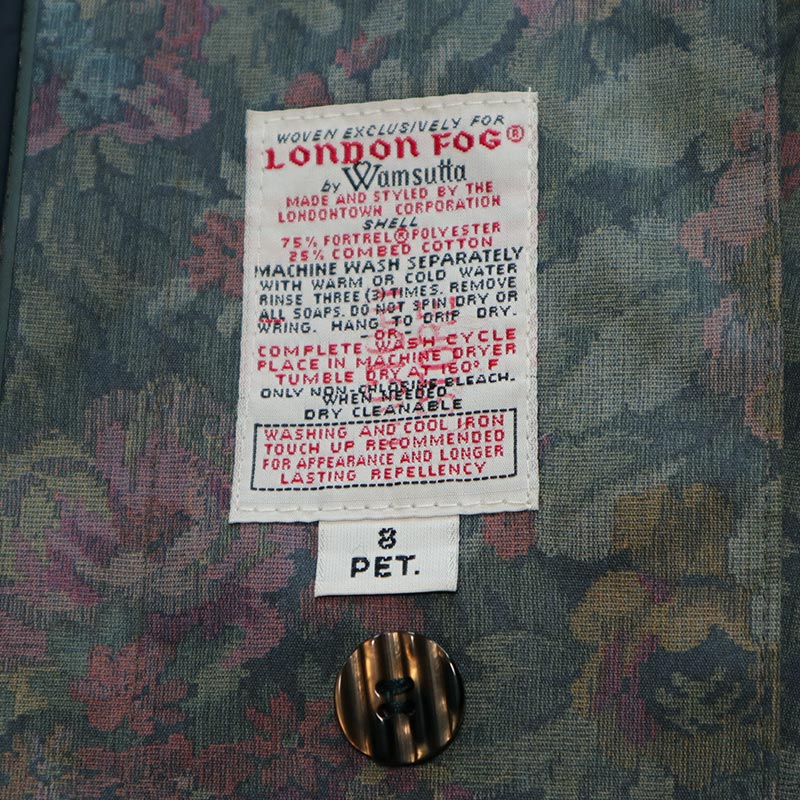 WOVEN EXCLUSIVELY FOR
LONDON FOG®
by Wamsutta
MADE AND STYLED BY THE
LONDONTOWN CORPORATION
SHELL
75% FORTREL® POLYESTER
25% COMBED COTTON
MACHINE WASH SEPARATELY
WITH WARM OR COLD WATER
RINSE THREE (3) TIMES. REMOVE
ALL SOAPS. DO NOT SPIN DRY OR
WRING. HANG TO DRIP DRY.
-OR-
COMPLETE WASH CYCLE
PLACE IN MACHINE DRYER
TUMBLE DRY AT 160° F
ONLY NON-CHLORINE BLEACH.
WHEN NEEDED
DRY CLEANABLE
WASHING AND COOL IRON
TOUCH UP RECOMMENDED
FOR APPEARANCE AND LONGER
LASTING REPELLENCY
8
PET.